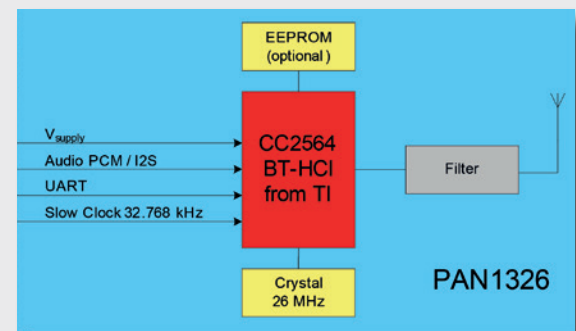 EEPROM
(optional)
Vsupply
Audio PCM / I2S
UART
Slow Clock 32.768 kHz
CC2564
BT-HCI
from TI
Filter
Crystal
26 MHz
PAN1326